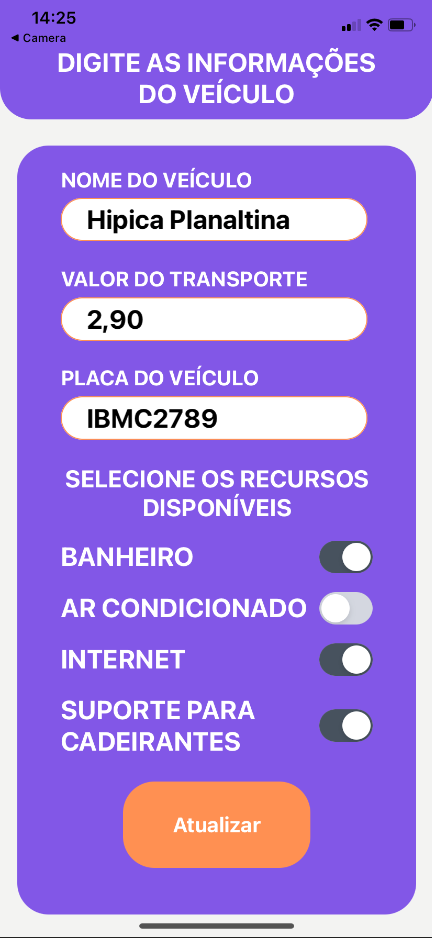 14:25
◀ Camera
DIGITE AS INFORMAÇÕES
DO VEÍCULO
NOME DO VEÍCULO
Hipica Planaltina
VALOR DO TRANSPORTE
2,90
PLACA DO VEÍCULO
IBMC2789
SELECIONE OS RECURSOS
DISPONÍVEIS
BANHEIRO
AR CONDICIONADO
INTERNET
SUPORTE PARA
CADEIRANTES
Atualizar